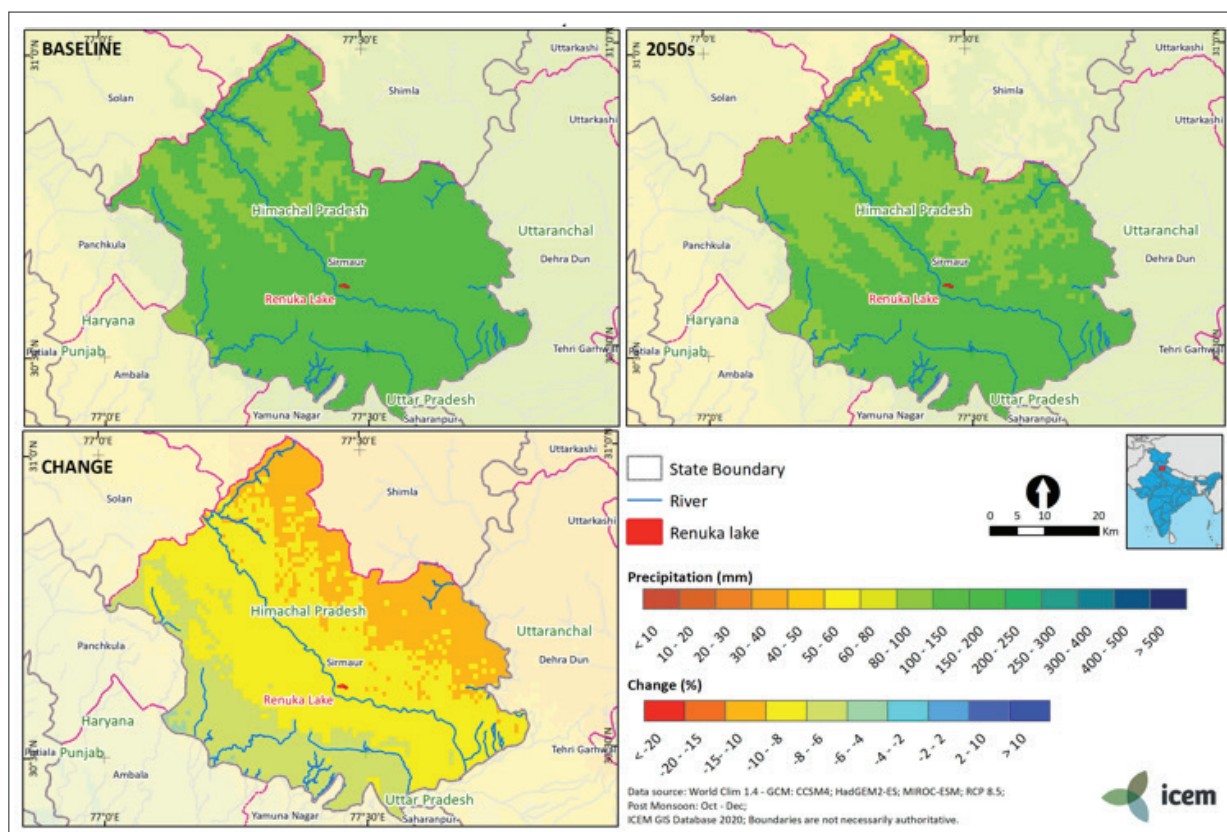 BASELINE
77°30'E
31°0'N
Uttarkashi
Solan
Shimla
Uttarkashi
Himachal Pradesh
Panchkula
Uttaranchal
Sirmaur
Dehra Dun
Renuka Lake
Haryana
Patiala
Punjab
Tehri Garhwal
Ambala
Uttar Pradesh
77°0'E
Yamuna Nagar
77°30'E
Saharanpur
2050s
77°0'E
77°30'E
31°0'N
Uttarkashi
Solan
Shimla
Uttarkashi
Himachal Pradesh
Panchkula
Uttaranchal
Sirmaur
Dehra Dun
Renuka Lake
Haryana
Patiala
Punjab
30°30'N
Tehri Garhwal
Ambala
Uttar Pradesh
77°0'E
Yamuna Nagar
77°30'E
Saharanpur
CHANGE
77°0'E
77°30'E
31°0'N
Uttarkashi
Solan
Shimla
Uttarkashi
Himachal Pradesh
Panchkula
Uttaranchal
Sirmaur
Dehra Dun
Renuka Lake
Haryana
Patiala
Punjab
Tehri Garhwal
Ambala
Uttar Pradesh
77°0'E
Yamuna Nagar
77°30'E
Saharanpur
State Boundary
River
Renuka lake
0 5 10 20
Km
Precipitation (mm)
< 10
10 - 20
20 - 30
30 - 40
40 - 50
50 - 60
60 - 80
80 - 100
100 - 150
150 - 200
200 - 250
250 - 300
300 - 400
400 - 500
> 500
Change (%)
< -20
-20 - -15
-15 - -10
-10 - -8
-8 - -6
-6 - -4
-4 - -2
-2 - 2
2 - 10
> 10
Data source: World Clim 1.4 - GCM: CCSM4; HadGEM2-ES; MIROC-ESM; RCP 8.5;
Post Monsoon: Oct - Dec;
ICEM GIS Database 2020; Boundaries are not necessarily authoritative.
icem